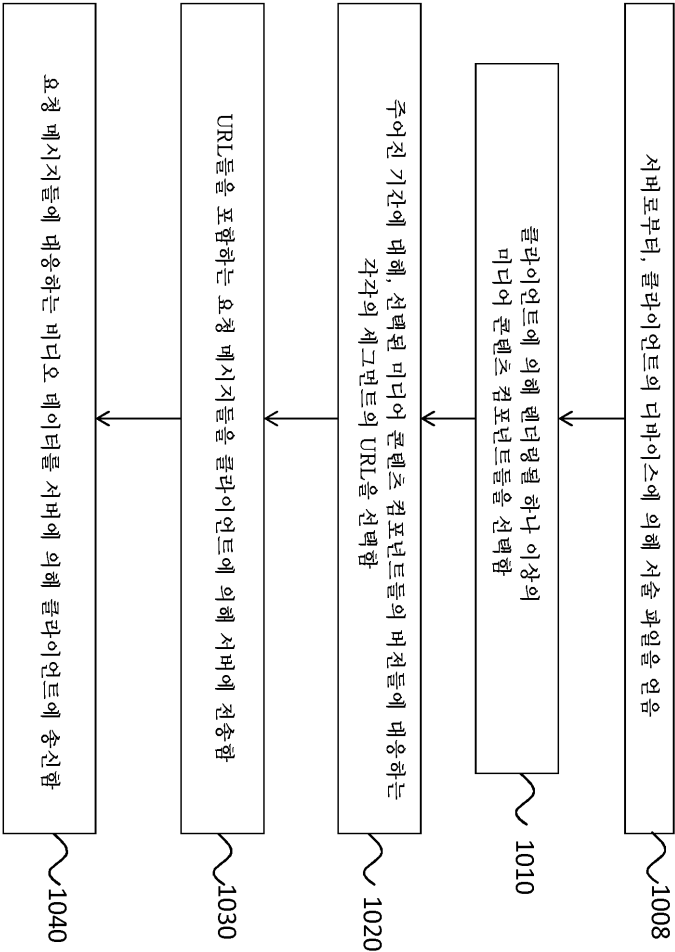 서버로부터, 클라이언트의 디바이스에 의해 서술 파일을 얻음
1008
클라이언트에 의해 렌더링될 하나 이상의
미디어 콘텐츠 컴포넌트들을 선택함
1010
주어진 기간에 대해, 선택된 미디어 콘텐츠 컴포넌트들의 버전들에 대응하는
각각의 세그먼트의 URL을 선택함
1020
URL들을 포함하는 요청 메시지들을 클라이언트에 의해 서버에 전송함
1030
요청 메시지들에 대응하는 미디오 데이터를 서버에 의해 클라이언트에 송신함
1040